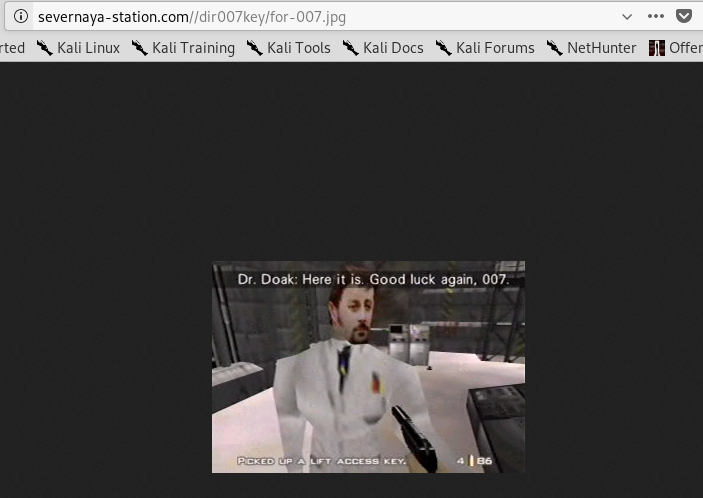 severnaya-station.com//dir007key/for-007.jpg
rted Kali Linux Kali Training Kali Tools Kali Docs Kali Forums NetHunter Offer
Dr. Doak: Here it is. Good luck again, 007.
PICKED UP A LIFT ACCESS KEY. 4 86